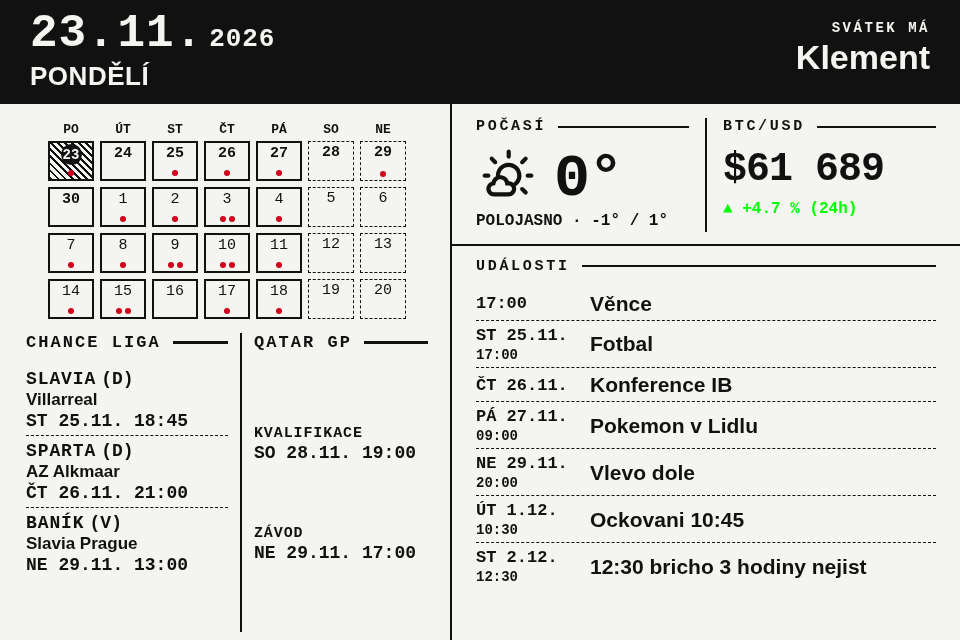 23.11. 2026
PONDĚLÍ
SVÁTEK MÁ
Klement
PO ÚT ST ČT PÁ SO NE
23 24 25 26 27 28 29
30 1 2 3 4 5 6
7 8 9 10 11 12 13
14 15 16 17 18 19 20
CHANCE LIGA
SLAVIA (D)
Villarreal
ST 25.11. 18:45
SPARTA (D)
AZ Alkmaar
ČT 26.11. 21:00
BANÍK (V)
Slavia Prague
NE 29.11. 13:00
QATAR GP
KVALIFIKACE
SO 28.11. 19:00
ZÁVOD
NE 29.11. 17:00
POČASÍ
0°
POLOJASNO · -1° / 1°
BTC/USD
$61 689
▲ +4.7 % (24h)
UDÁLOSTI
17:00 Věnce
ST 25.11.
17:00
Fotbal
ČT 26.11. Konference IB
PÁ 27.11.
09:00
Pokemon v Lidlu
NE 29.11.
20:00
Vlevo dole
ÚT 1.12.
10:30
Ockovani 10:45
ST 2.12.
12:30
12:30 bricho 3 hodiny nejist